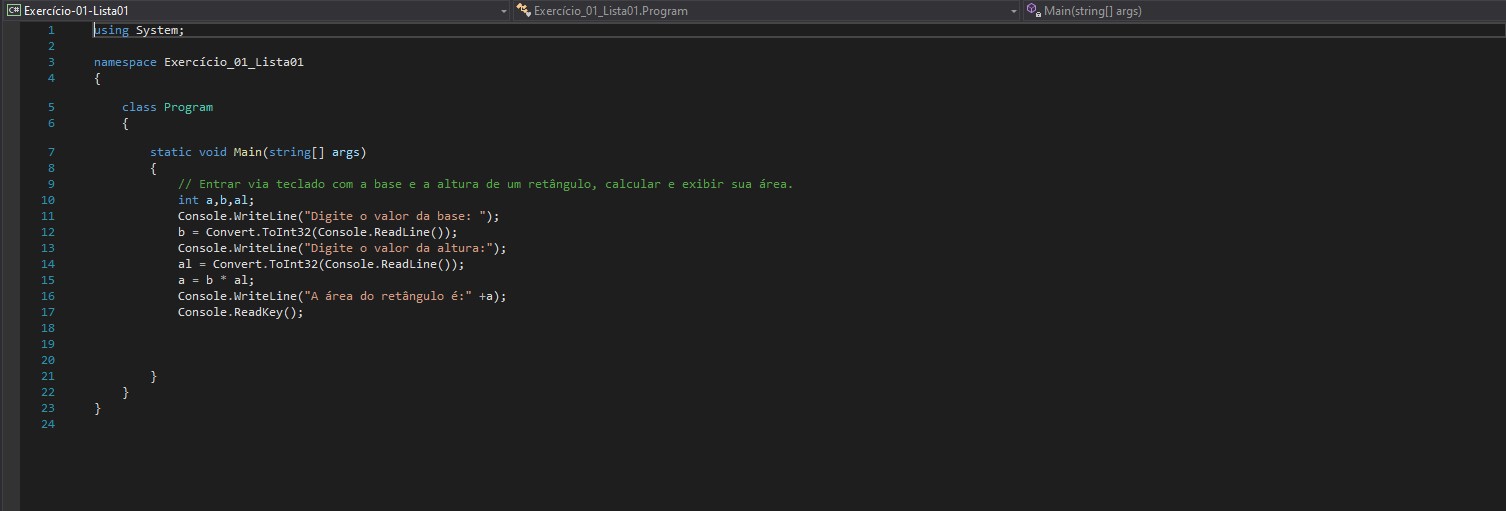 C# Exercício-01-Lista01 Exercício_01_Lista01.Program Main(string[] args)
1 using System;
2
3 namespace Exercício_01_Lista01
4 {
5 class Program
6 {
7 static void Main(string[] args)
8 {
9 // Entrar via teclado com a base e a altura de um retângulo, calcular e exibir sua área.
10 int a,b,al;
11 Console.WriteLine("Digite o valor da base: ");
12 b = Convert.ToInt32(Console.ReadLine());
13 Console.WriteLine("Digite o valor da altura:");
14 al = Convert.ToInt32(Console.ReadLine());
15 a = b * al;
16 Console.WriteLine("A área do retângulo é:" +a);
17 Console.ReadKey();
18
19
20
21 }
22 }
23 }
24